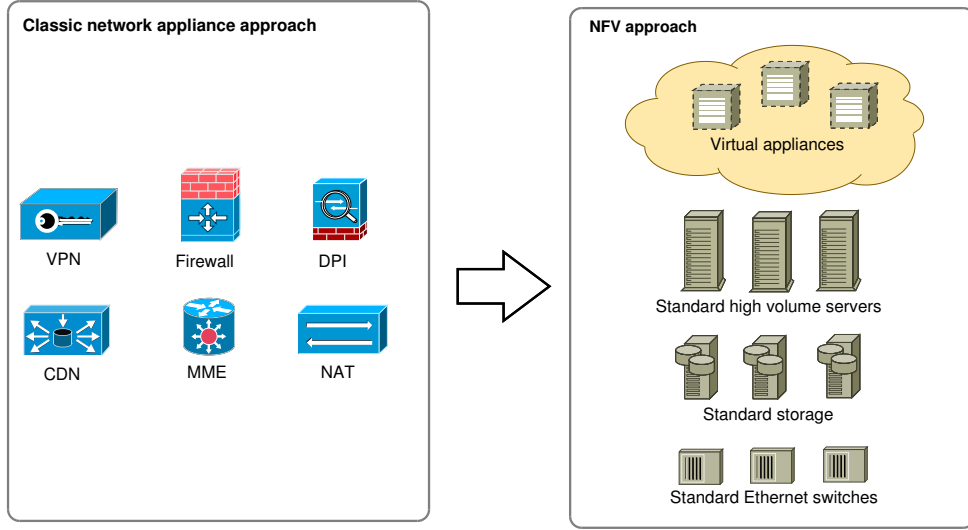 Classic network appliance approach
VPN
Firewall
DPI
CDN
MME
NAT
NFV approach
Virtual appliances
Standard high volume servers
Standard storage
Standard Ethernet switches